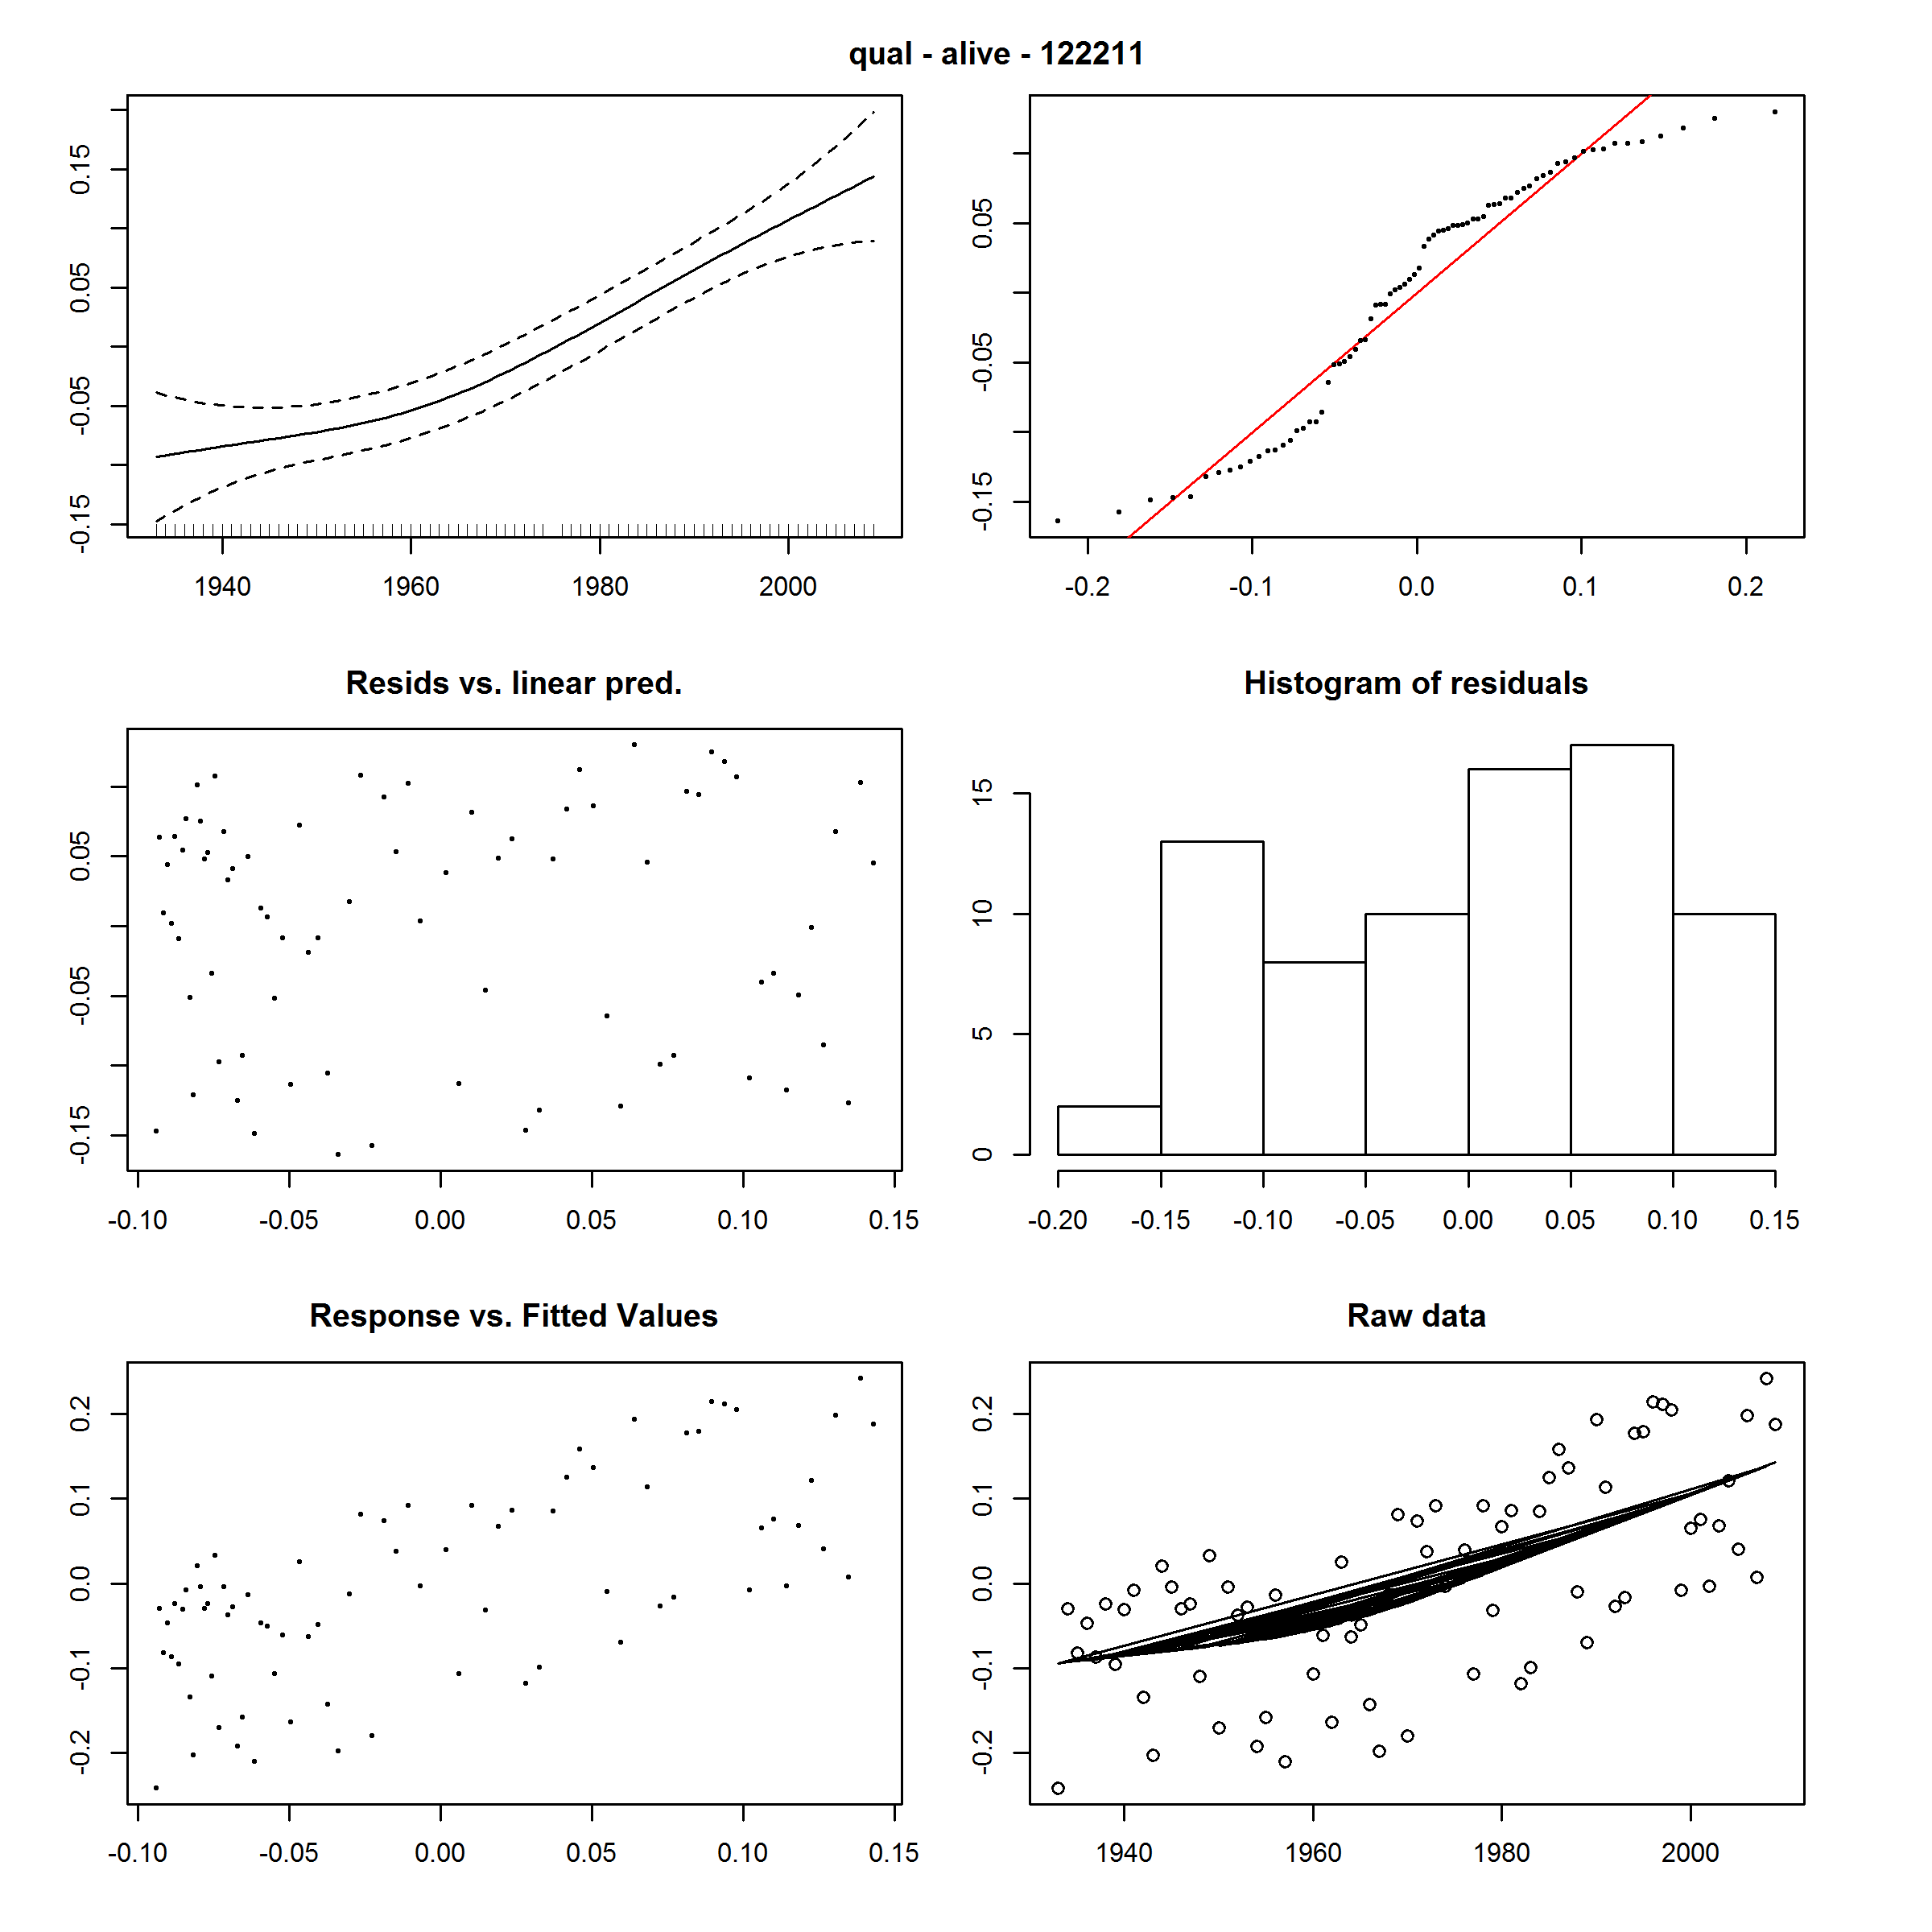 qual - alive - 122211
0.15
0.05
-0.05
-0.15
1940 1960 1980 2000
0.05
-0.05
-0.15
-0.2 -0.1 0.0 0.1 0.2
Resids vs. linear pred.
0.05
-0.05
-0.15
-0.10 -0.05 0.00 0.05 0.10 0.15
Histogram of residuals
15
10
5
0
-0.20 -0.15 -0.10 -0.05 0.00 0.05 0.10 0.15
Response vs. Fitted Values
0.2
0.1
0.0
-0.1
-0.2
-0.10 -0.05 0.00 0.05 0.10 0.15
Raw data
0.2
0.1
0.0
-0.1
-0.2
1940 1960 1980 2000